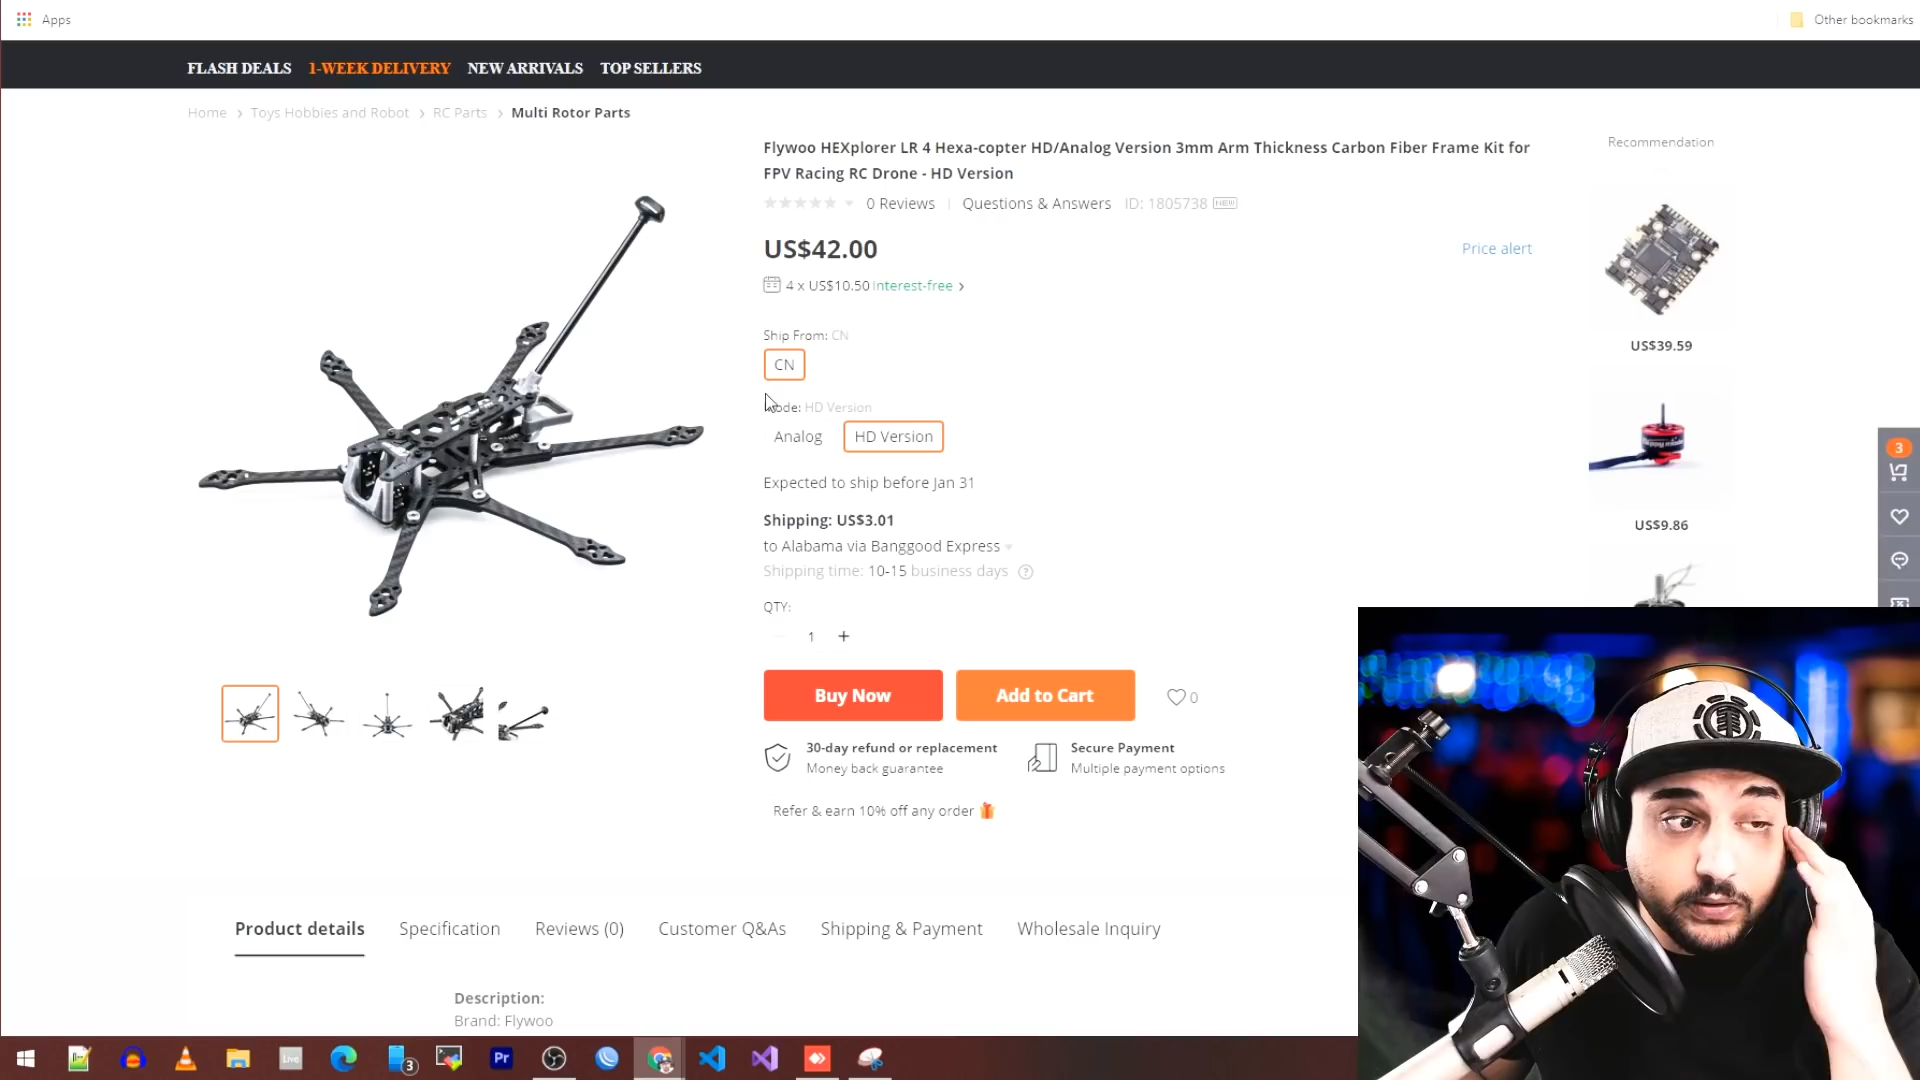 Apps
Other bookmarks
FLASH DEALS 1-WEEK DELIVERY NEW ARRIVALS TOP SELLERS
Home > Toys Hobbies and Robot > RC Parts > Multi Rotor Parts
Flywoo HEXplorer LR 4 Hexa-copter HD/Analog Version 3mm Arm Thickness Carbon Fiber Frame Kit for
FPV Racing RC Drone - HD Version
0 Reviews | Questions & Answers ID: 1805738 NEW
US$42.00
Price alert
4 x US$10.50 Interest-free >
Ship From: CN
CN
ode: HD Version
Analog HD Version
Expected to ship before Jan 31
Shipping: US$3.01
to Alabama via Banggood Express
Shipping time: 10-15 business days ?
QTY:
1 +
Buy Now
Add to Cart
0
30-day refund or replacement
Money back guarantee
Secure Payment
Multiple payment options
Refer & earn 10% off any order
Recommendation
US$39.59
US$9.86
3
Product details Specification Reviews (0) Customer Q&As Shipping & Payment Wholesale Inquiry
Description:
Brand: Flywoo
Live
3
Pr